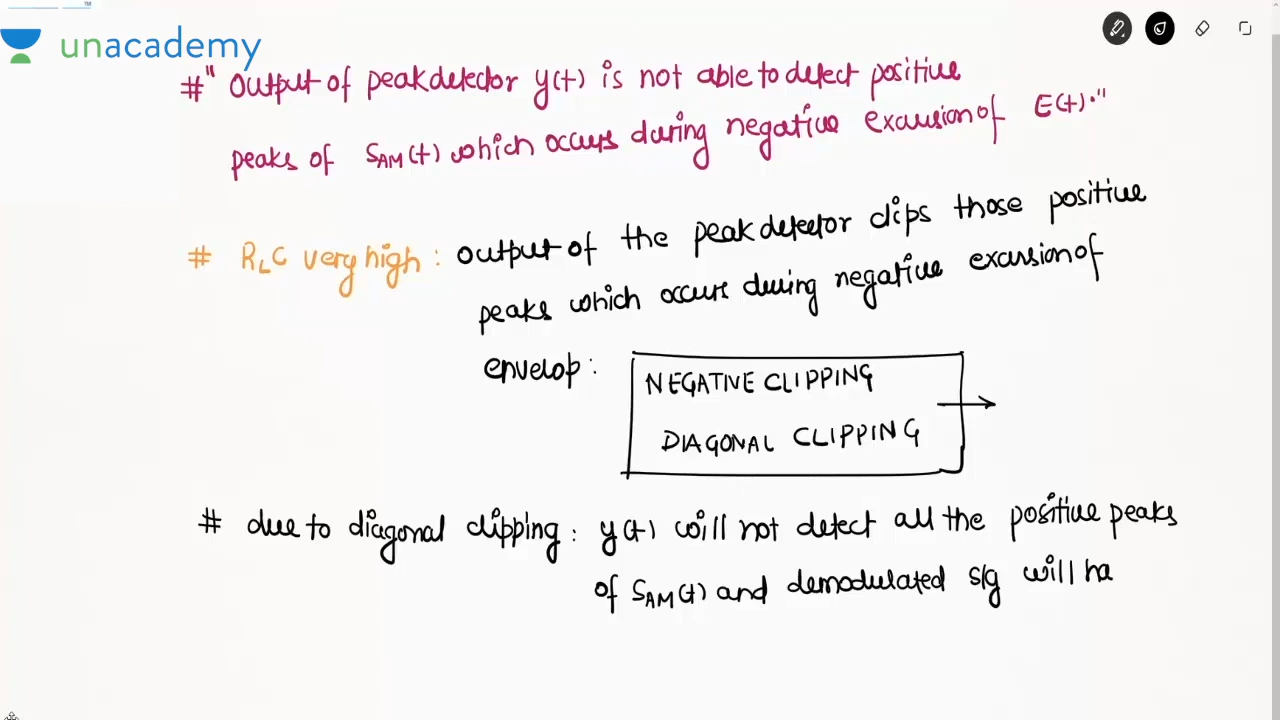 unacademy
#" Output of peak detector y(t) is not able to detect positive
peaks of SAM(t) which occurs during negative excursion of E(t)."
# RLC very high : output of the peak detector clips those positive
peaks which occurs during negative excursion of
envelop :
NEGATIVE CLIPPING
DIAGONAL CLIPPING
# due to diagonal clipping : y(t) will not detect all the positive peaks
of SAM(t) and demodulated s/g will ha